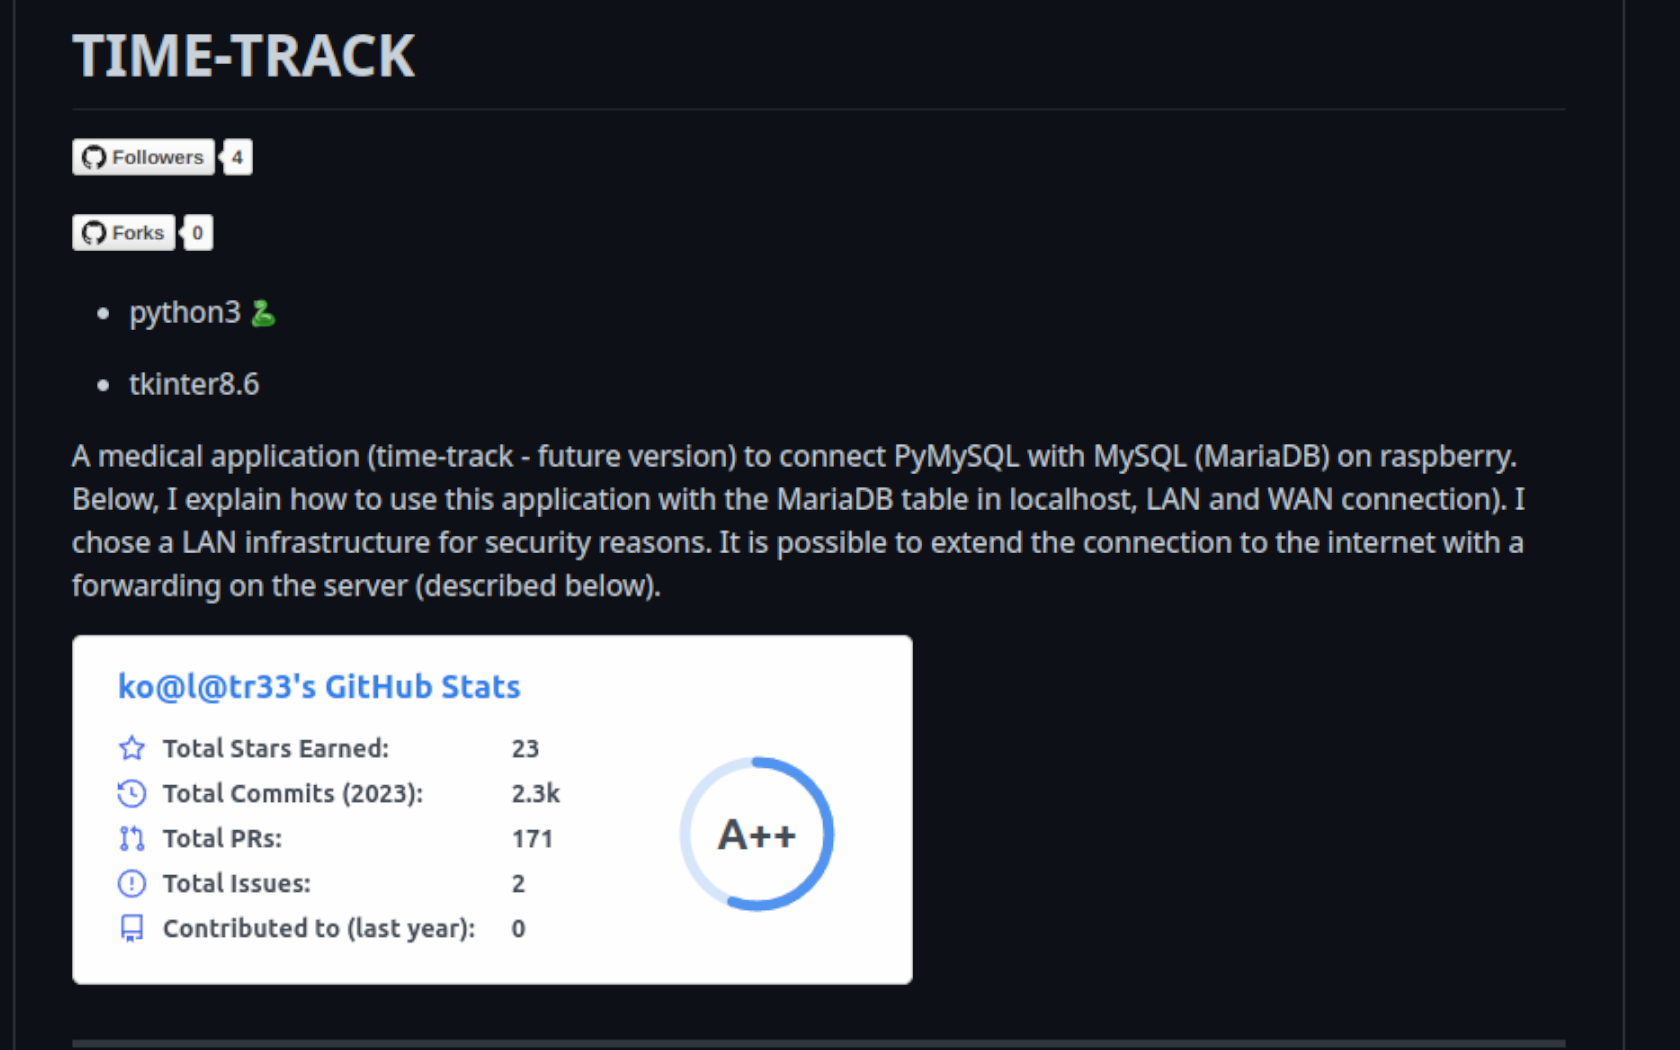 TIME-TRACK
Followers 4
Forks 0
python3
tkinter8.6
A medical application (time-track - future version) to connect PyMySQL with MySQL (MariaDB) on raspberry.
Below, I explain how to use this application with the MariaDB table in localhost, LAN and WAN connection). I
chose a LAN infrastructure for security reasons. It is possible to extend the connection to the internet with a
forwarding on the server (described below).
ko@l@tr33's GitHub Stats
Total Stars Earned: 23
Total Commits (2023): 2.3k
Total PRs: 171
Total Issues: 2
Contributed to (last year): 0
A++